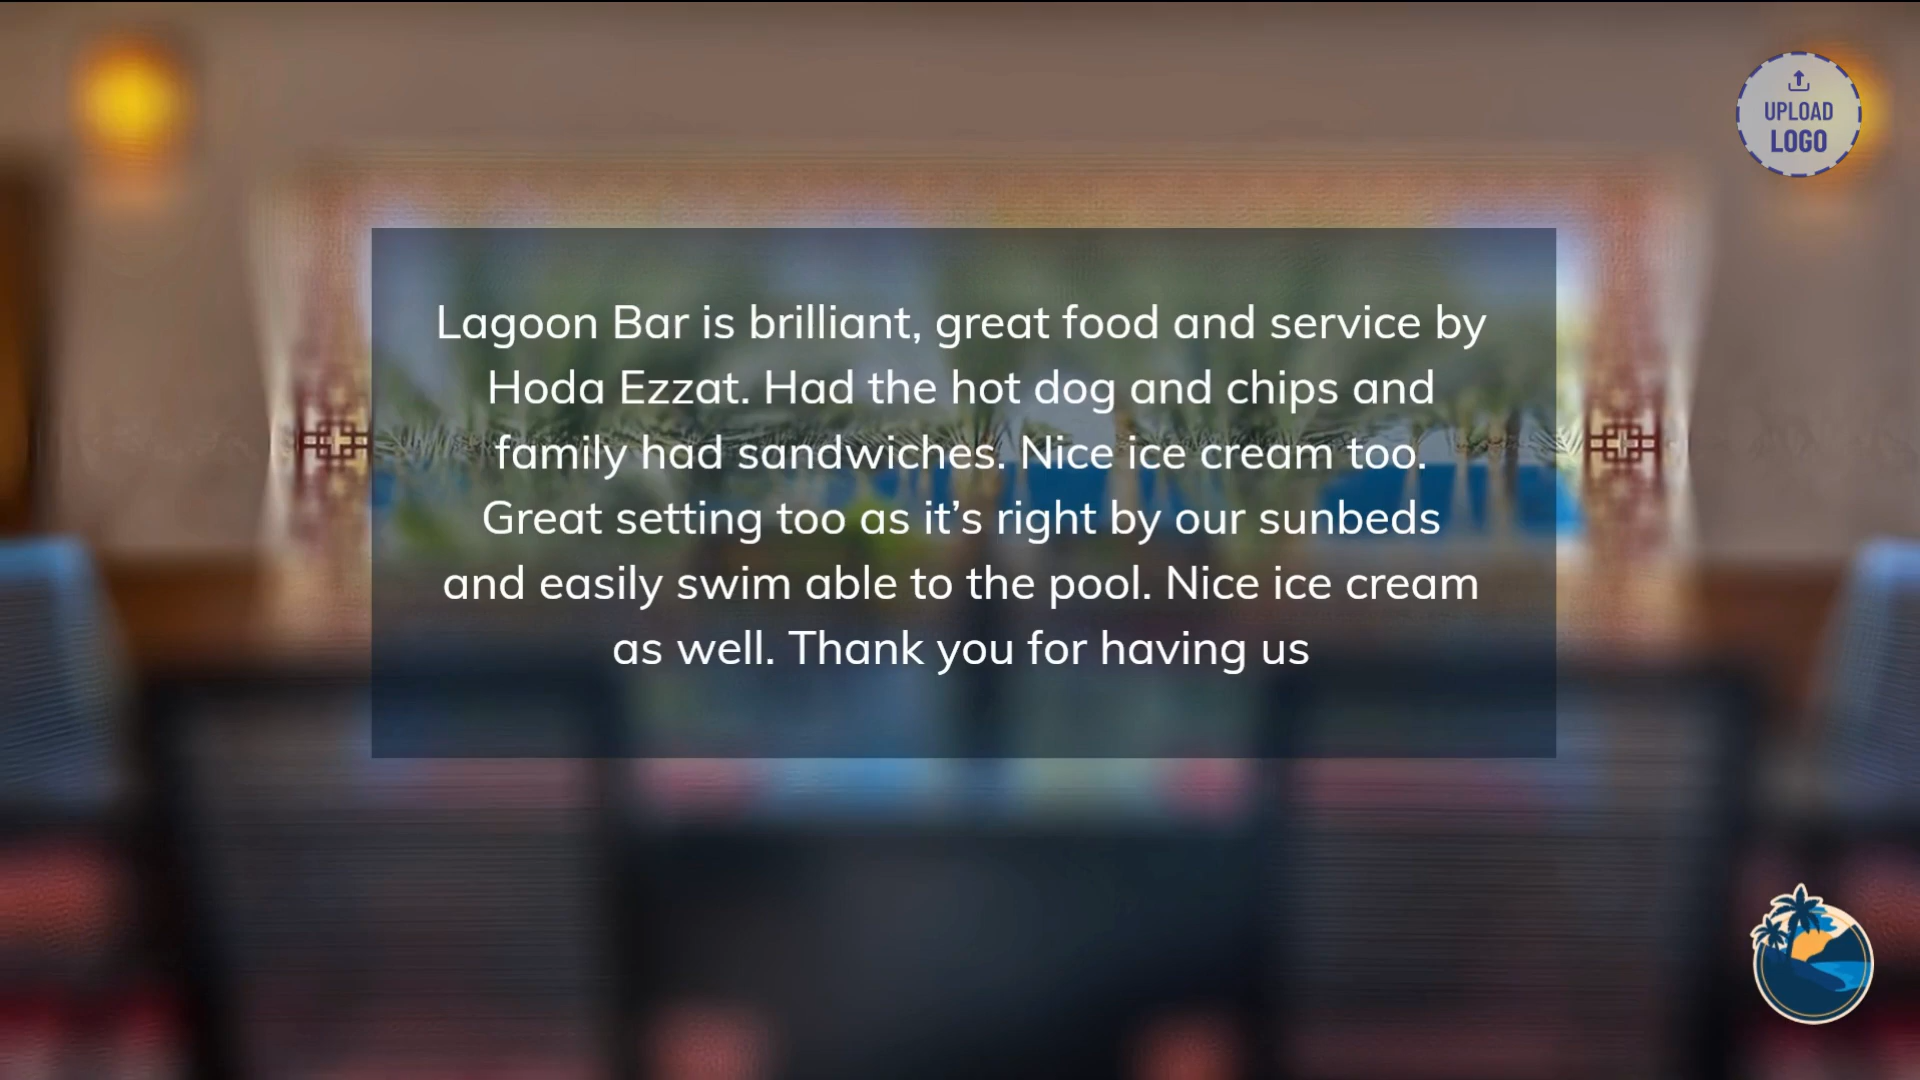 UPLOAD
LOGO
Lagoon Bar is brilliant, great food and service by
Hoda Ezzat. Had the hot dog and chips and
family had sandwiches. Nice ice cream too.
Great setting too as it’s right by our sunbeds
and easily swim able to the pool. Nice ice cream
as well. Thank you for having us